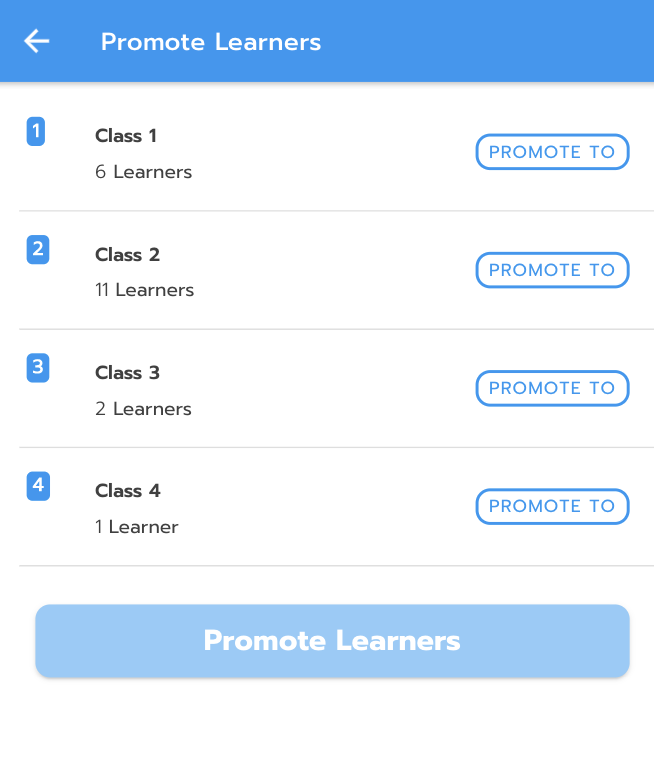 Promote Learners
1
Class 1
6 Learners
PROMOTE TO
2
Class 2
11 Learners
PROMOTE TO
3
Class 3
2 Learners
PROMOTE TO
4
Class 4
1 Learner
PROMOTE TO
Promote Learners